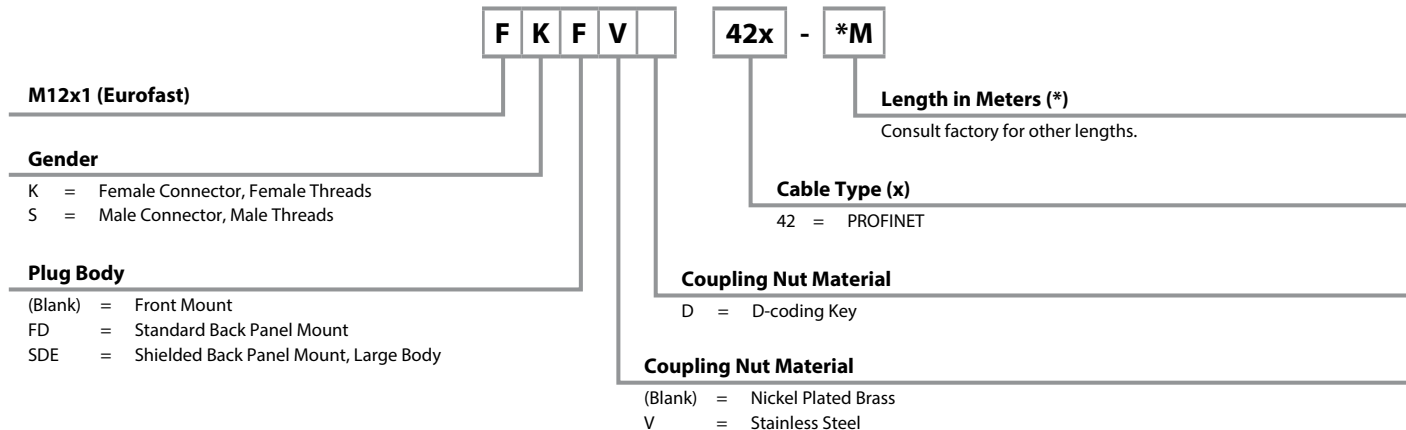 F K F V 42x - *M
M12x1 (Eurofast)
Length in Meters (*)
Consult factory for other lengths.
Gender
K = Female Connector, Female Threads
S = Male Connector, Male Threads
Cable Type (x)
42 = PROFINET
Plug Body
(Blank) = Front Mount
FD = Standard Back Panel Mount
SDE = Shielded Back Panel Mount, Large Body
Coupling Nut Material
D = D-coding Key
Coupling Nut Material
(Blank) = Nickel Plated Brass
V = Stainless Steel